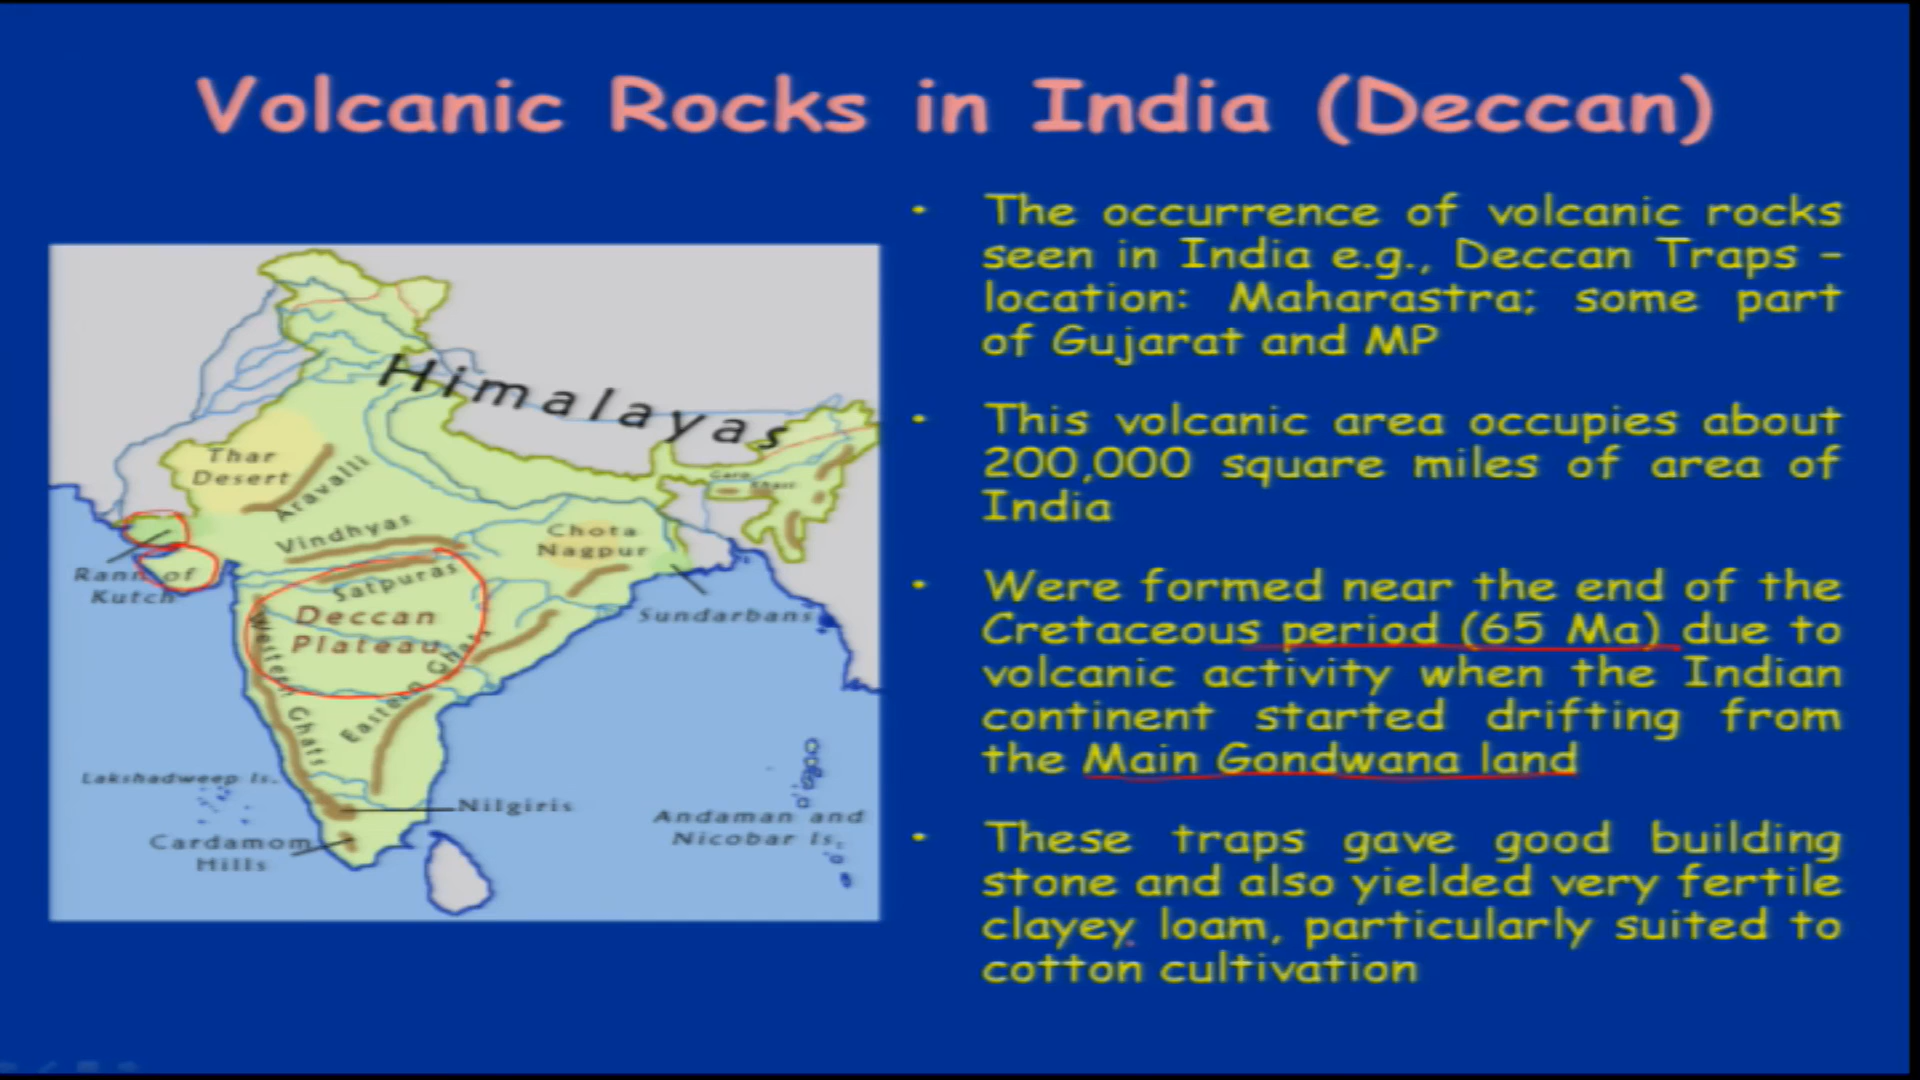 Volcanic Rocks in India (Deccan)
• The occurrence of volcanic rocks
seen in India e.g., Deccan Traps –
location: Maharastra; some part
of Gujarat and MP
• This volcanic area occupies about
200,000 square miles of area of
India
• Were formed near the end of the
Cretaceous period (65 Ma) due to
volcanic activity when the Indian
continent started drifting from
the Main Gondwana land
• These traps gave good building
stone and also yielded very fertile
clayey loam, particularly suited to
cotton cultivation
Himalayas
Thar
Desert
Aravalli
Garo
Khasi
Vindhyas
Chota
Nagpur
Rann of
Kutch
Satpuras
Deccan
Plateau
Sundarbans
Western Ghats
Eastern Ghats
Lakshadweep Is.
Nilgiris
Andaman and
Nicobar Is.
Cardamom
Hills